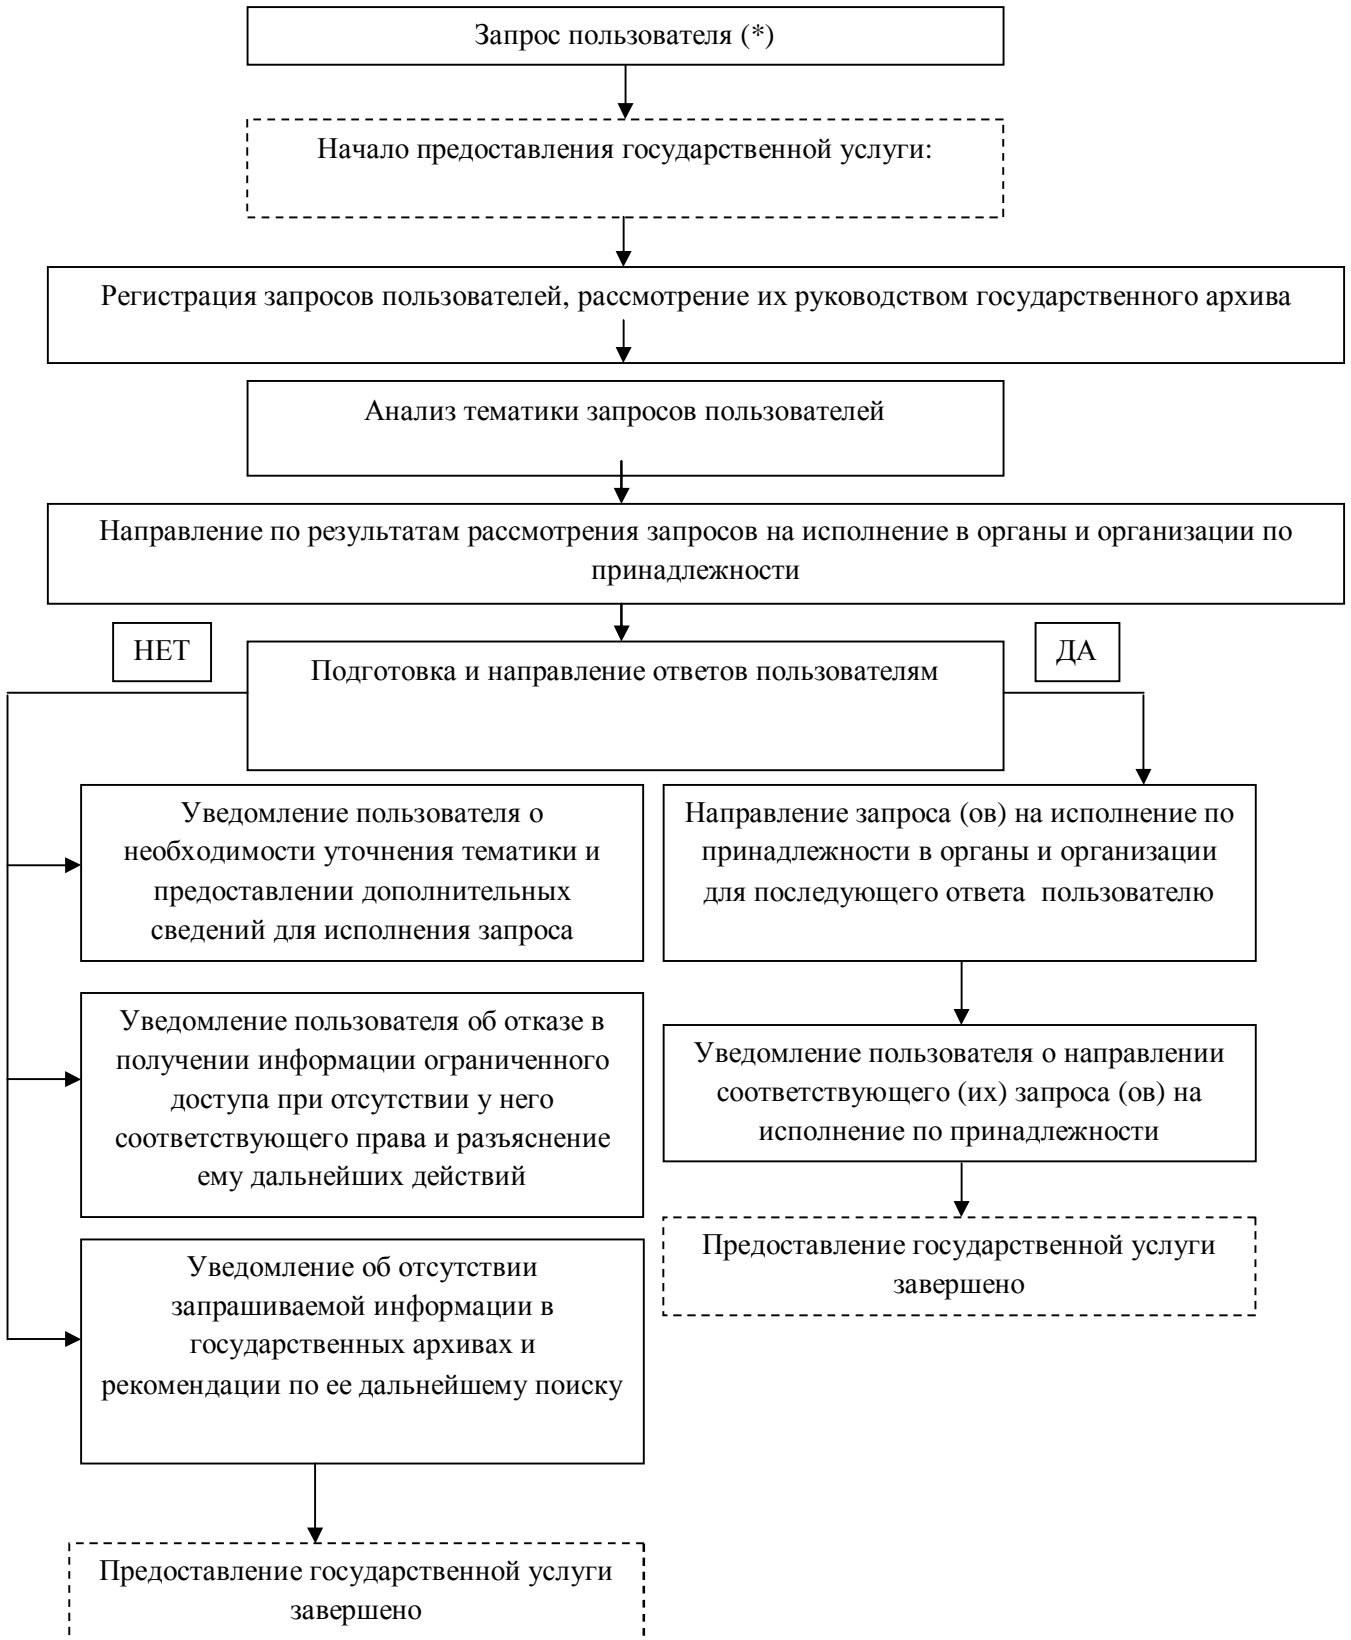 Запрос пользователя (*)
Начало предоставления государственной услуги:
Регистрация запросов пользователей, рассмотрение их руководством государственного архива
Анализ тематики запросов пользователей
Направление по результатам рассмотрения запросов на исполнение в органы и организации по
принадлежности
НЕТ
Подготовка и направление ответов пользователям
ДА
Уведомление пользователя о
необходимости уточнения тематики и
предоставлении дополнительных
сведений для исполнения запроса
Направление запроса (ов) на исполнение по
принадлежности в органы и организации
для последующего ответа  пользователю
Уведомление пользователя об отказе в
получении информации ограниченного
доступа при отсутствии у него
соответствующего права и разъяснение
ему дальнейших действий
Уведомление пользователя о направлении
соответствующего (их) запроса (ов) на
исполнение по принадлежности
Предоставление государственной услуги
завершено
Уведомление об отсутствии
запрашиваемой информации в
государственных архивах и
рекомендации по ее дальнейшему поиску
Предоставление государственной услуги
завершено